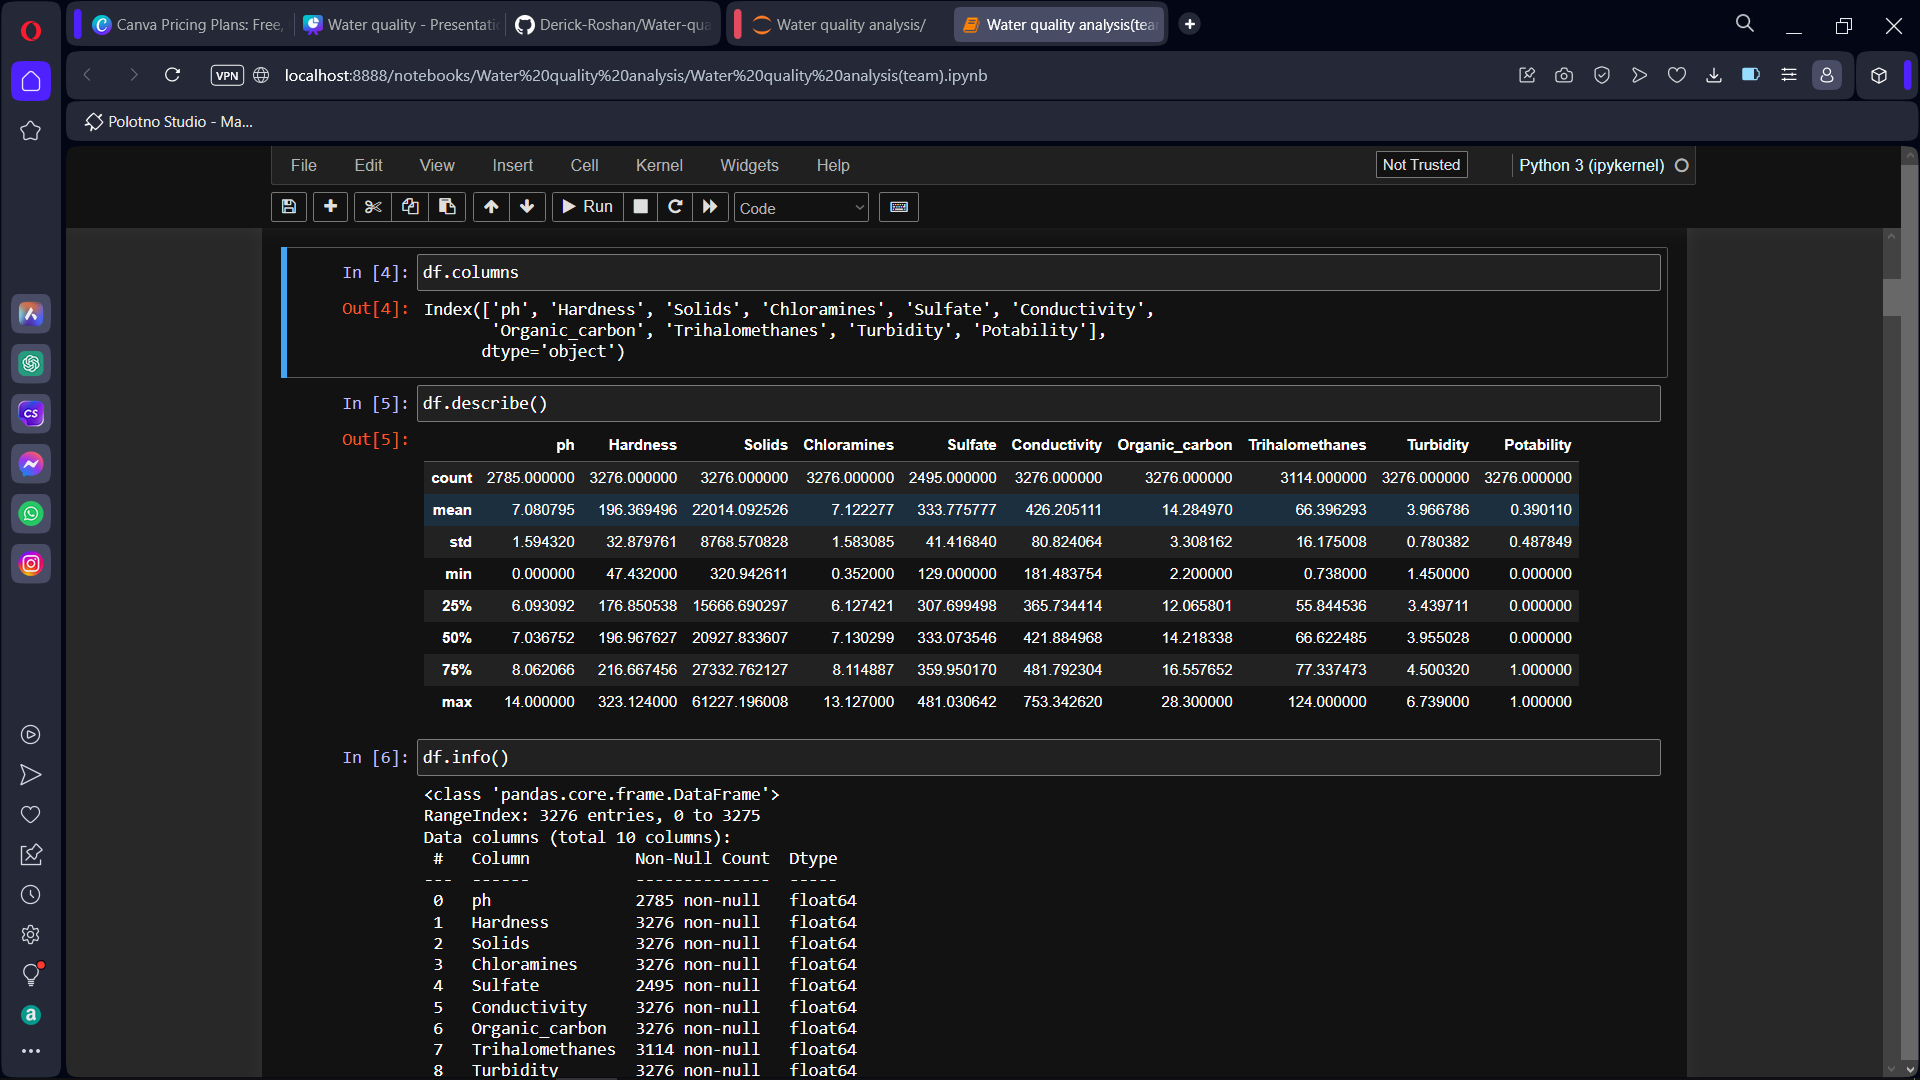 Canva Pricing Plans: Free,
Water quality - Presentatio
Derick-Roshan/Water-qua
Water quality analysis/
Water quality analysis(tea
VPN
localhost:8888/notebooks/Water%20quality%20analysis/Water%20quality%20analysis(team).ipynb
Polotno Studio - Ma...
File Edit View Insert Cell Kernel Widgets Help
Not Trusted
Python 3 (ipykernel)
Run
Code
In [4]: df.columns
Out[4]: Index(['ph', 'Hardness', 'Solids', 'Chloramines', 'Sulfate', 'Conductivity',
'Organic_carbon', 'Trihalomethanes', 'Turbidity', 'Potability'],
dtype='object')
In [5]: df.describe()
Out[5]:
ph Hardness Solids Chloramines Sulfate Conductivity Organic_carbon Trihalomethanes Turbidity Potability
count 2785.000000 3276.000000 3276.000000 3276.000000 2495.000000 3276.000000 3276.000000 3114.000000 3276.000000 3276.000000
mean 7.080795 196.369496 22014.092526 7.122277 333.775777 426.205111 14.284970 66.396293 3.966786 0.390110
std 1.594320 32.879761 8768.570828 1.583085 41.416840 80.824064 3.308162 16.175008 0.780382 0.487849
min 0.000000 47.432000 320.942611 0.352000 129.000000 181.483754 2.200000 0.738000 1.450000 0.000000
25% 6.093092 176.850538 15666.690297 6.127421 307.699498 365.734414 12.065801 55.844536 3.439711 0.000000
50% 7.036752 196.967627 20927.833607 7.130299 333.073546 421.884968 14.218338 66.622485 3.955028 0.000000
75% 8.062066 216.667456 27332.762127 8.114887 359.950170 481.792304 16.557652 77.337473 4.500320 1.000000
max 14.000000 323.124000 61227.196008 13.127000 481.030642 753.342620 28.300000 124.000000 6.739000 1.000000
In [6]: df.info()
<class 'pandas.core.frame.DataFrame'>
RangeIndex: 3276 entries, 0 to 3275
Data columns (total 10 columns):
# Column Non-Null Count Dtype
--- ------ -------------- -----
0 ph 2785 non-null float64
1 Hardness 3276 non-null float64
2 Solids 3276 non-null float64
3 Chloramines 3276 non-null float64
4 Sulfate 2495 non-null float64
5 Conductivity 3276 non-null float64
6 Organic_carbon 3276 non-null float64
7 Trihalomethanes 3114 non-null float64
8 Turbidity 3276 non-null float64
CS
a